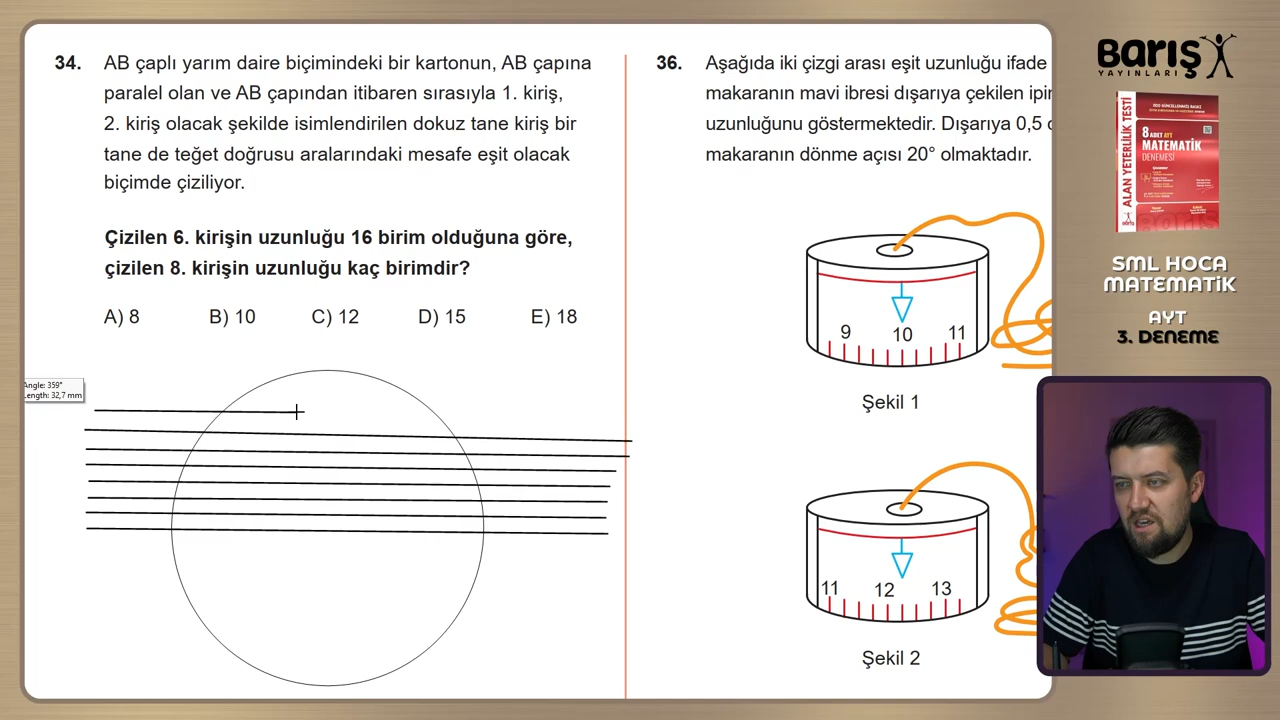 34. AB çaplı yarım daire biçimindeki bir kartonun, AB çapına
paralel olan ve AB çapından itibaren sırasıyla 1. kiriş,
2. kiriş olacak şekilde isimlendirilen dokuz tane kiriş bir
tane de teğet doğrusu aralarındaki mesafe eşit olacak
biçimde çiziliyor.
Çizilen 6. kirişin uzunluğu 16 birim olduğuna göre,
çizilen 8. kirişin uzunluğu kaç birimdir?
A) 8 B) 10 C) 12 D) 15 E) 18
Angle: 359°
Length: 32,7 mm
36. Aşağıda iki çizgi arası eşit uzunluğu ifade
makaranın mavi ibresi dışarıya çekilen ipin
uzunluğunu göstermektedir. Dışarıya 0,5 c
makaranın dönme açısı 20° olmaktadır.
9 10 11
Şekil 1
11 12 13
Şekil 2
BARIŞ
YAYINLARI
ALAN YETERLİLİK TESTİ
8 ADET AYT
MATEMATİK
DENEMESİ
SML HOCA
MATEMATİK
AYT
3. DENEME